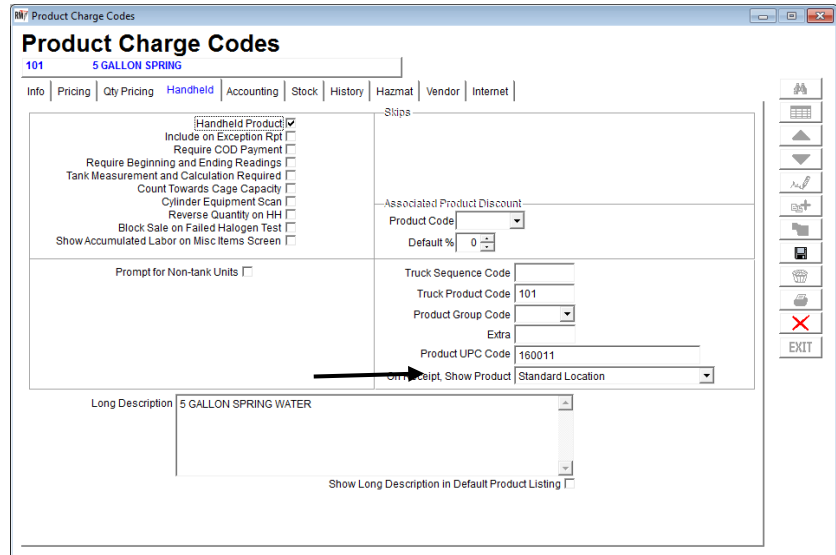 RMA Product Charge Codes
Product Charge Codes
101 5 GALLON SPRING
Info Pricing Qty Pricing Handheld Accounting Stock History Hazmat Vendor Internet
Handheld Product
Include on Exception Rpt
Require COD Payment
Require Beginning and Ending Readings
Tank Measurement and Calculation Required
Count Towards Cage Capacity
Cylinder Equipment Scan
Reverse Quantity on HH
Block Sale on Failed Halogen Test
Show Accumulated Labor on Misc Items Screen
Skips
Associated Product Discount
Product Code
Default % 0
Prompt for Non-tank Units
Truck Sequence Code
Truck Product Code 101
Product Group Code
Extra
Product UPC Code 160011
On Receipt, Show Product Standard Location
Long Description 5 GALLON SPRING WATER
Show Long Description in Default Product Listing
EXIT